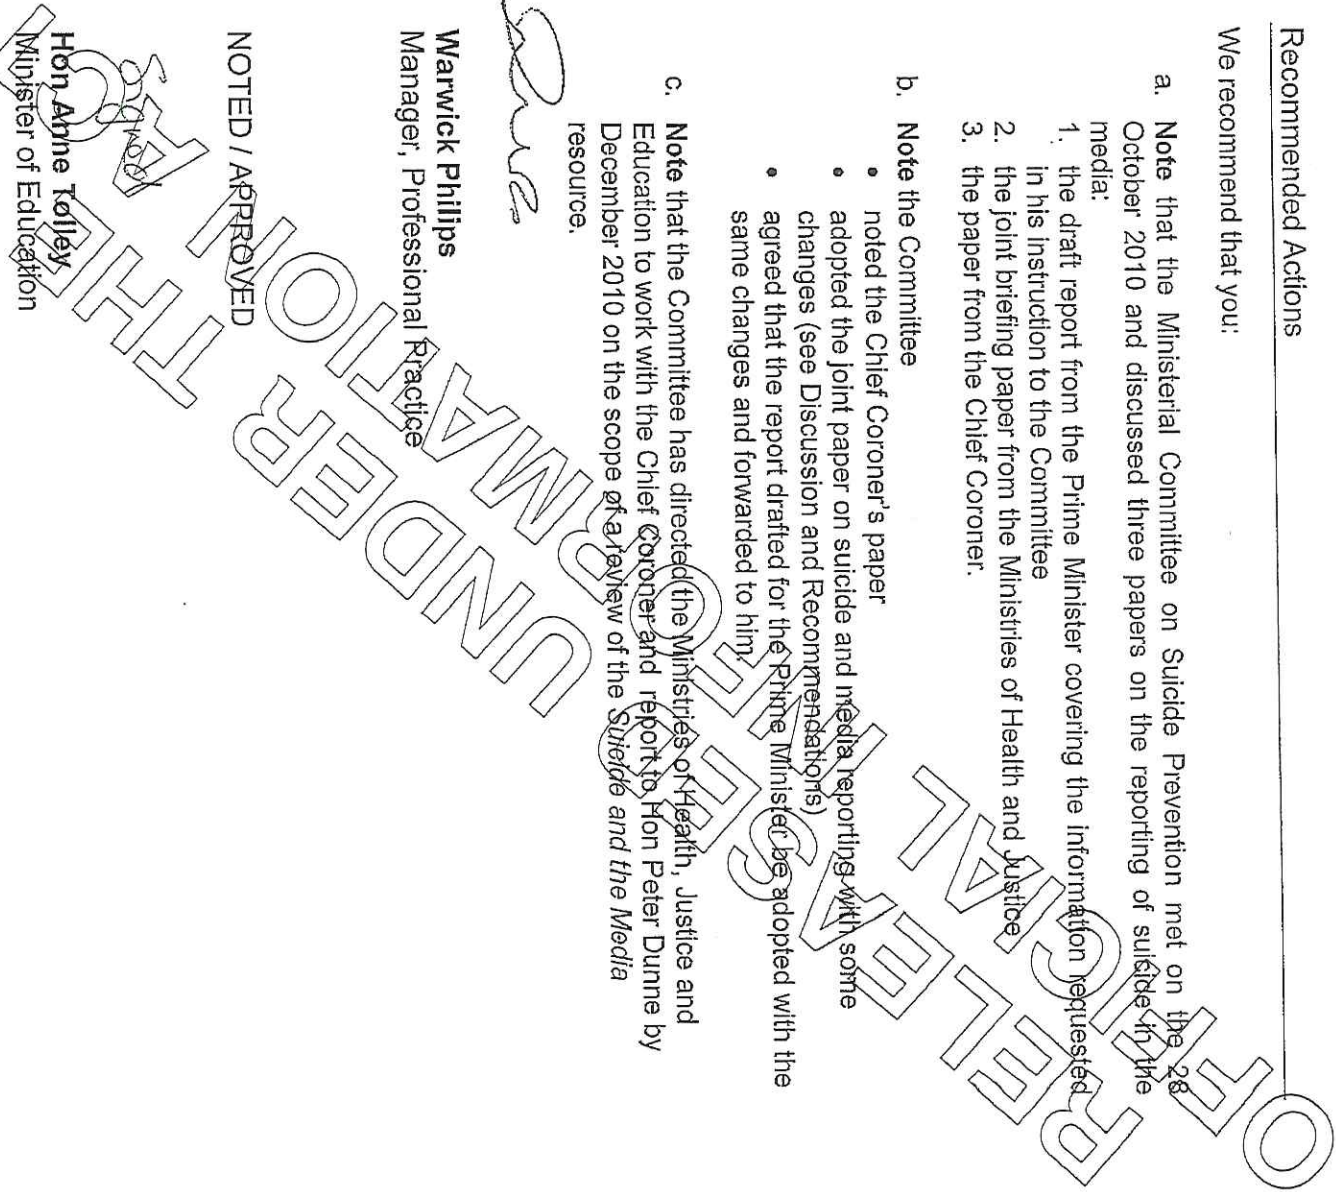 Recommended Actions
We recommend that you:
a. Note that the Ministerial Committee on Suicide Prevention met on the 28
October 2010 and discussed three papers on the reporting of suicide in the
media:
1. the draft report from the Prime Minister covering the information requested
in his instruction to the Committee
2. the joint briefing paper from the Ministries of Health and Justice
3. the paper from the Chief Coroner.
b. Note the Committee
• noted the Chief Coroner's paper
• adopted the joint paper on suicide and media reporting with some
changes (see Discussion and Recommendations)
• agreed that the report drafted for the Prime Minister be adopted with the
same changes and forwarded to him.
c. Note that the Committee has directed the Ministries of Health, Justice and
Education to work with the Chief Coroner and report to Hon Peter Dunne by
December 2010 on the scope of a review of the Suicide and the Media
resource.
Warwick Philips
Manager, Professional Practice
NOTED / APPROVED
Hon Anne Tolley
Minister of Education
RELEASED UNDER THE
OFFICIAL INFORMATION ACT